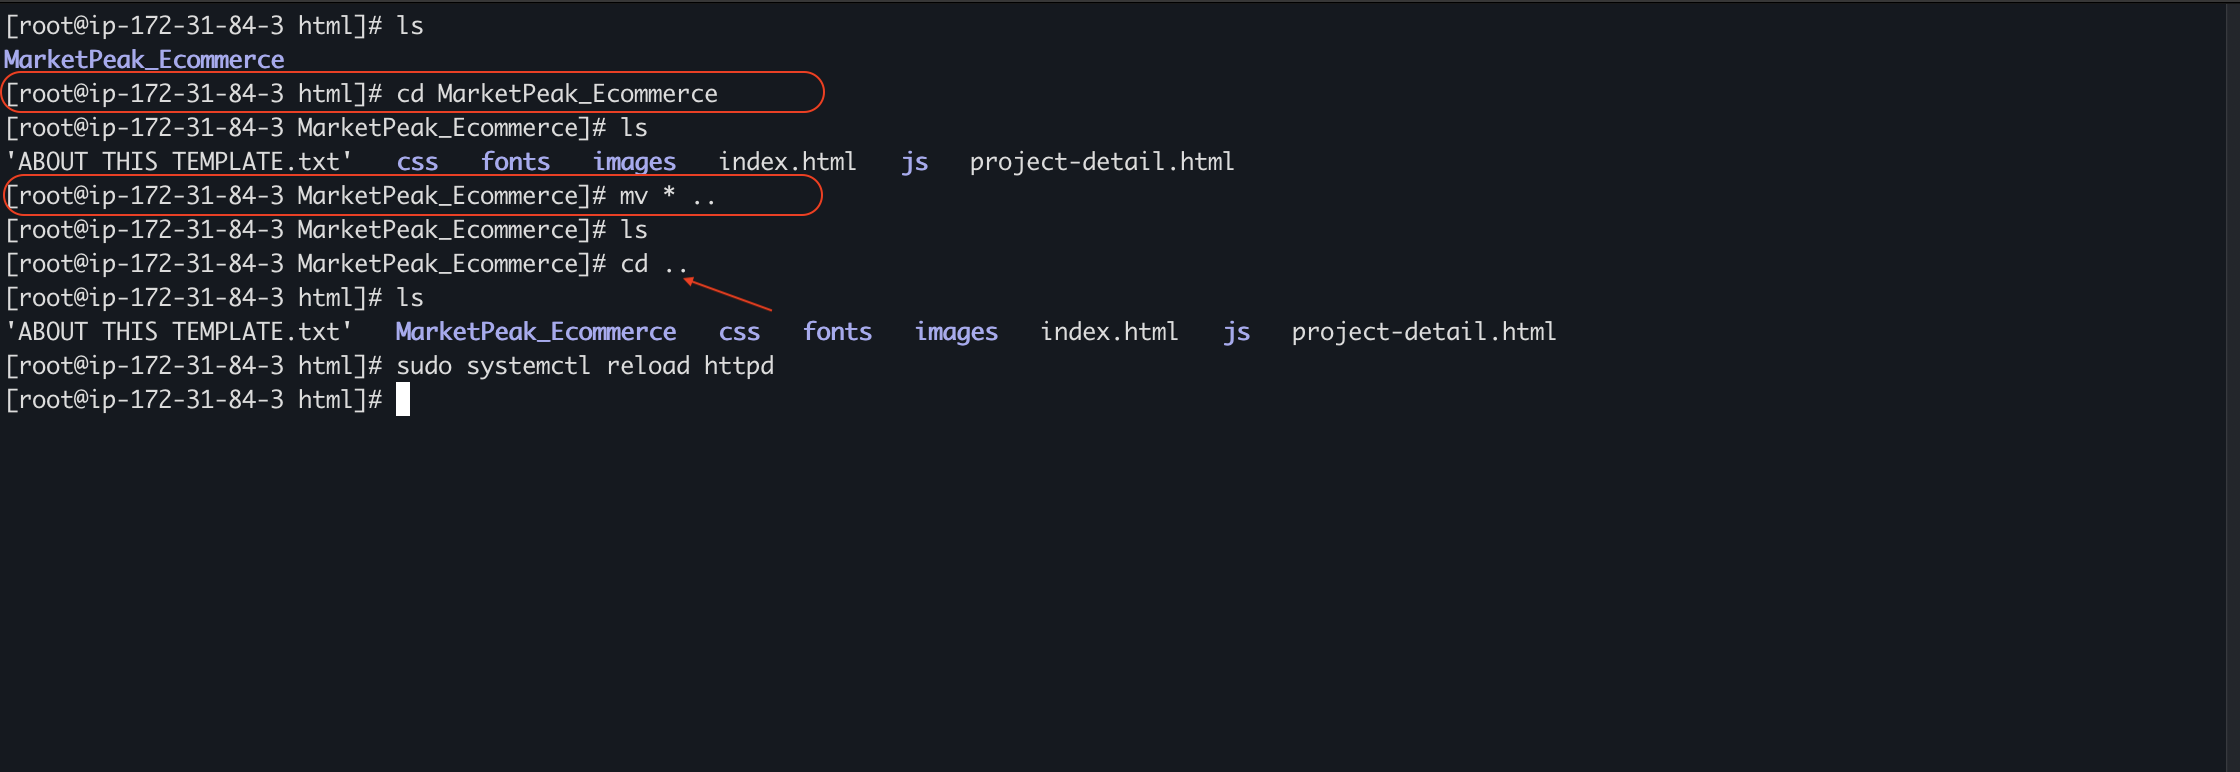 [root@ip-172-31-84-3 html]# ls
MarketPeak_Ecommerce
[root@ip-172-31-84-3 html]# cd MarketPeak_Ecommerce
[root@ip-172-31-84-3 MarketPeak_Ecommerce]# ls
'ABOUT THIS TEMPLATE.txt'   css   fonts   images   index.html   js   project-detail.html
[root@ip-172-31-84-3 MarketPeak_Ecommerce]# mv * ..
[root@ip-172-31-84-3 MarketPeak_Ecommerce]# ls
[root@ip-172-31-84-3 MarketPeak_Ecommerce]# cd ..
[root@ip-172-31-84-3 html]# ls
'ABOUT THIS TEMPLATE.txt'   MarketPeak_Ecommerce   css   fonts   images   index.html   js   project-detail.html
[root@ip-172-31-84-3 html]# sudo systemctl reload httpd
[root@ip-172-31-84-3 html]#